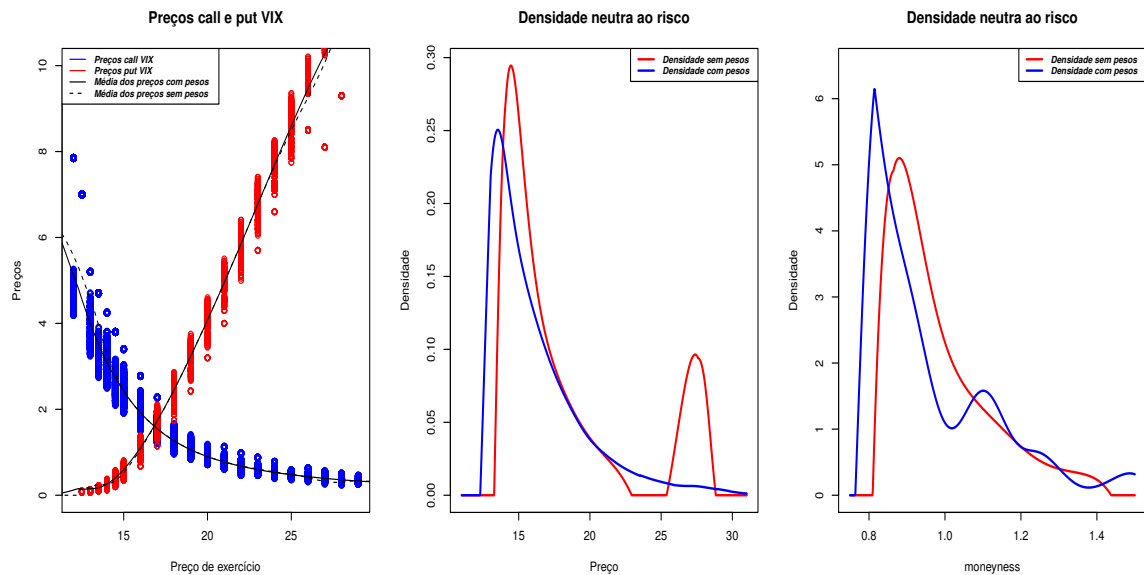 Preços call e put VIX
Preços call VIX
Preços put VIX
Média dos preços com pesos
Média dos preços sem pesos
Preços
0
2
4
6
8
10
15
20
25
Preço de exercício
Densidade neutra ao risco
Densidade sem pesos
Densidade com pesos
Densidade
0.00
0.05
0.10
0.15
0.20
0.25
0.30
15
20
25
30
Preço
Densidade neutra ao risco
Densidade sem pesos
Densidade com pesos
Densidade
0
1
2
3
4
5
6
0.8
1.0
1.2
1.4
moneyness